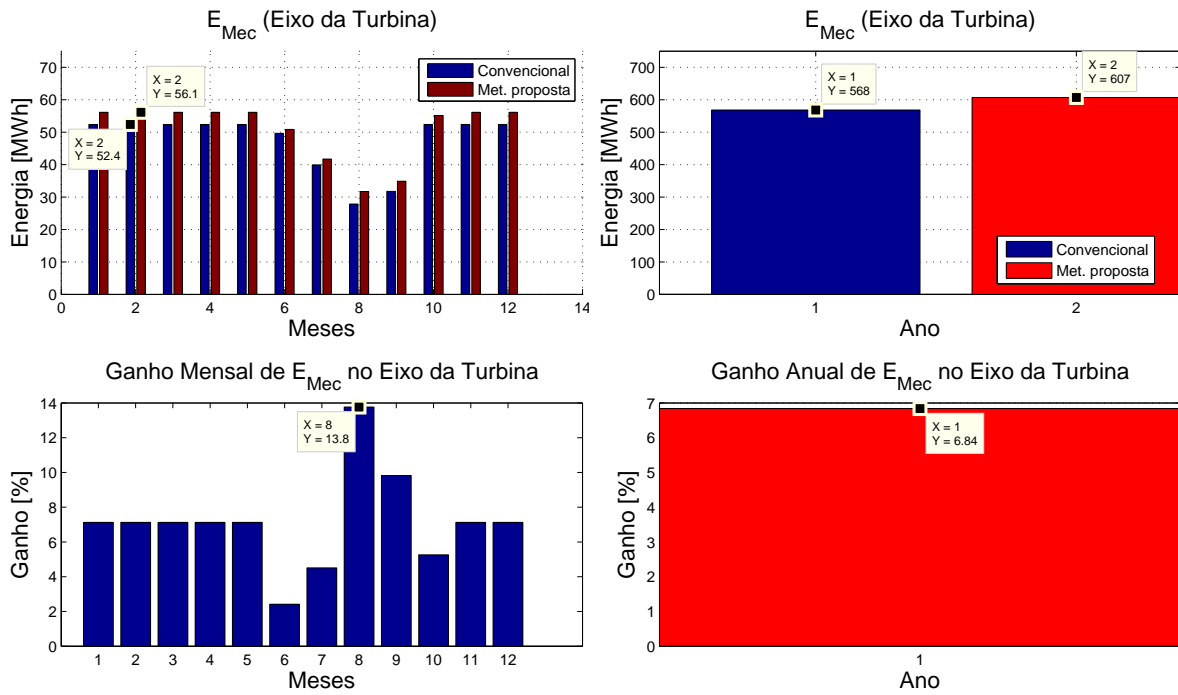 E_Mec (Eixo da Turbina)
Energia [MWh]
70
60
50
40
30
20
10
0
0 2 4 6 8 10 12 14
Meses
X = 2
Y = 56.1
X = 2
Y = 52.4
Convencional
Met. proposta
E_Mec (Eixo da Turbina)
Energia [MWh]
700
600
500
400
300
200
100
0
1 2
Ano
X = 1
Y = 568
X = 2
Y = 607
Convencional
Met. proposta
Ganho Mensal de E_Mec no Eixo da Turbina
Ganho [%]
14
12
10
8
6
4
2
0
1 2 3 4 5 6 7 8 9 10 11 12
Meses
X = 8
Y = 13.8
Ganho Anual de E_Mec no Eixo da Turbina
Ganho [%]
7
6
5
4
3
2
1
0
1
Ano
X = 1
Y = 6.84